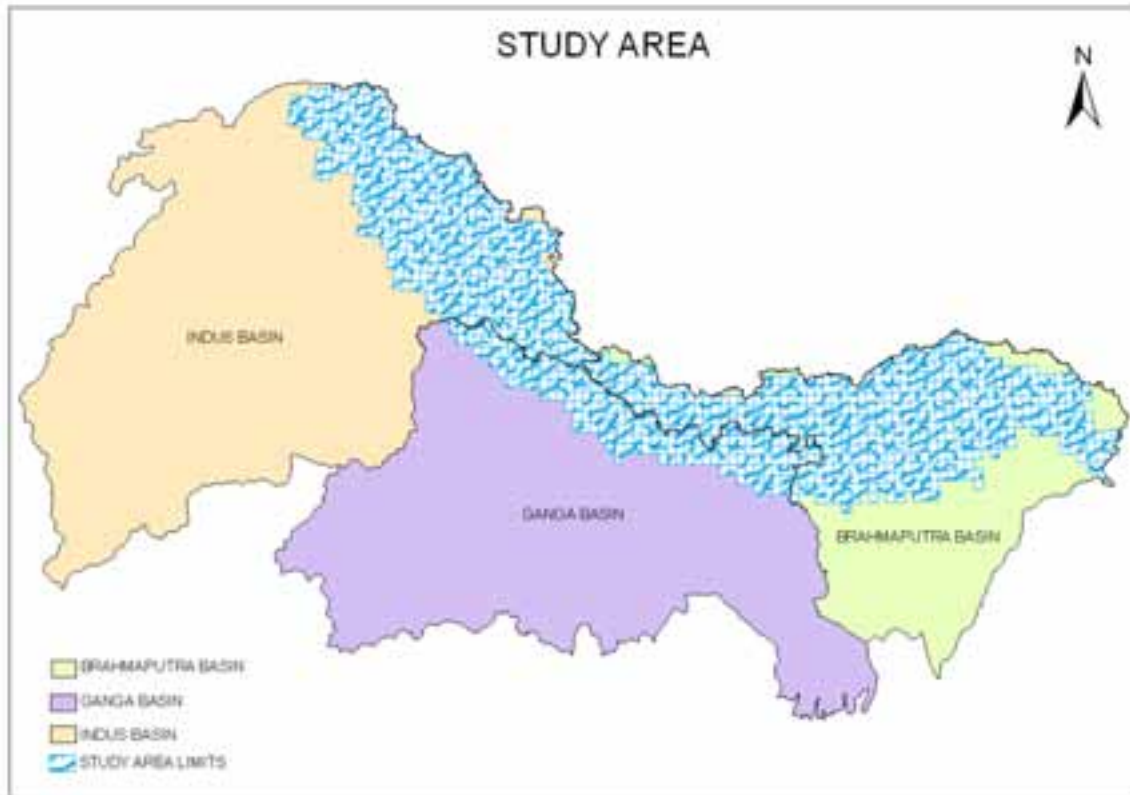 STUDY AREA
N
INDUS BASIN
GANGA BASIN
BRAHMAPUTRA BASIN
BRAHMAPUTRA BASIN
GANGA BASIN
INDUS BASIN
STUDY AREA LIMITS